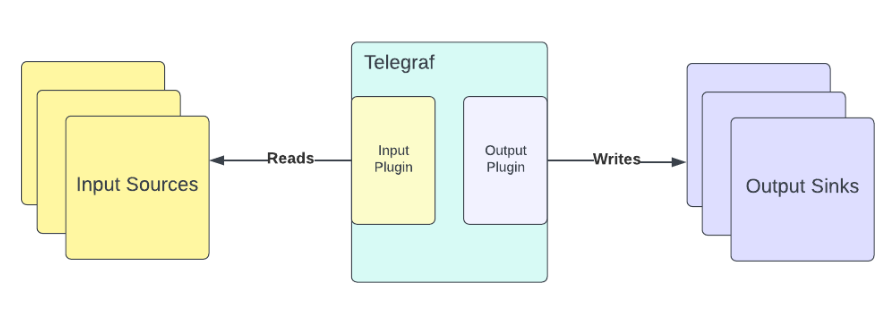 Telegraf
Input Sources
Reads
Input
Plugin
Output
Plugin
Writes
Output Sinks